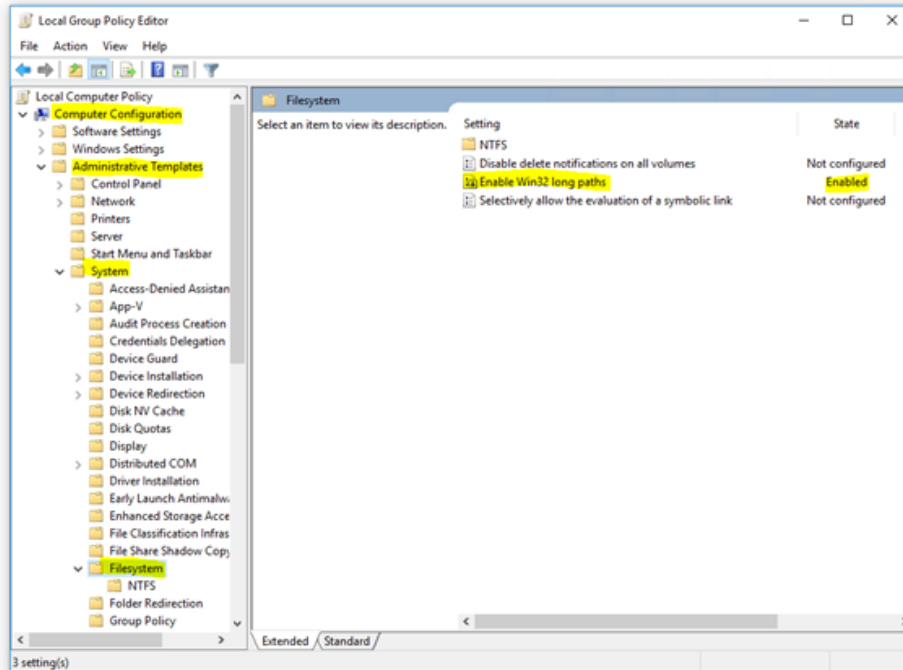 Local Group Policy Editor
File Action View Help
Local Computer Policy
Computer Configuration
Software Settings
Windows Settings
Administrative Templates
Control Panel
Network
Printers
Server
Start Menu and Taskbar
System
Access-Denied Assistan
App-V
Audit Process Creation
Credentials Delegation
Device Guard
Device Installation
Device Redirection
Disk NV Cache
Disk Quotas
Display
Distributed COM
Driver Installation
Early Launch Antimalw
Enhanced Storage Acce
File Classification Infras
File Share Shadow Copy
Filesystem
NTFS
Folder Redirection
Group Policy
Filesystem
Select an item to view its description.
Setting State
NTFS
Disable delete notifications on all volumes Not configured
Enable Win32 long paths Enabled
Selectively allow the evaluation of a symbolic link Not configured
Extended Standard
3 setting(s)